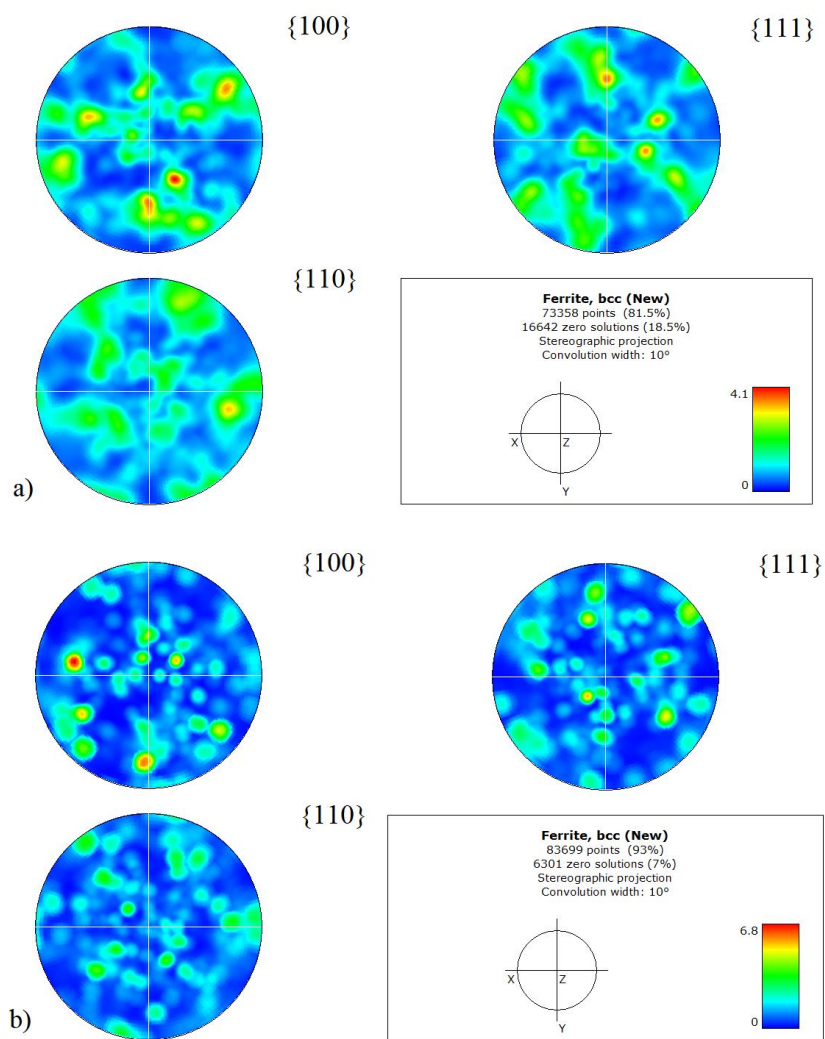 {100}
{111}
{110}
Ferrite, bcc (New)
73358 points (81.5%)
16642 zero solutions (18.5%)
Stereographic projection
Convolution width: 10°
4.1
X
Z
0
Y
a)
{100}
{111}
{110}
Ferrite, bcc (New)
83699 points (93%)
6301 zero solutions (7%)
Stereographic projection
Convolution width: 10°
6.8
X
Z
0
Y
b)